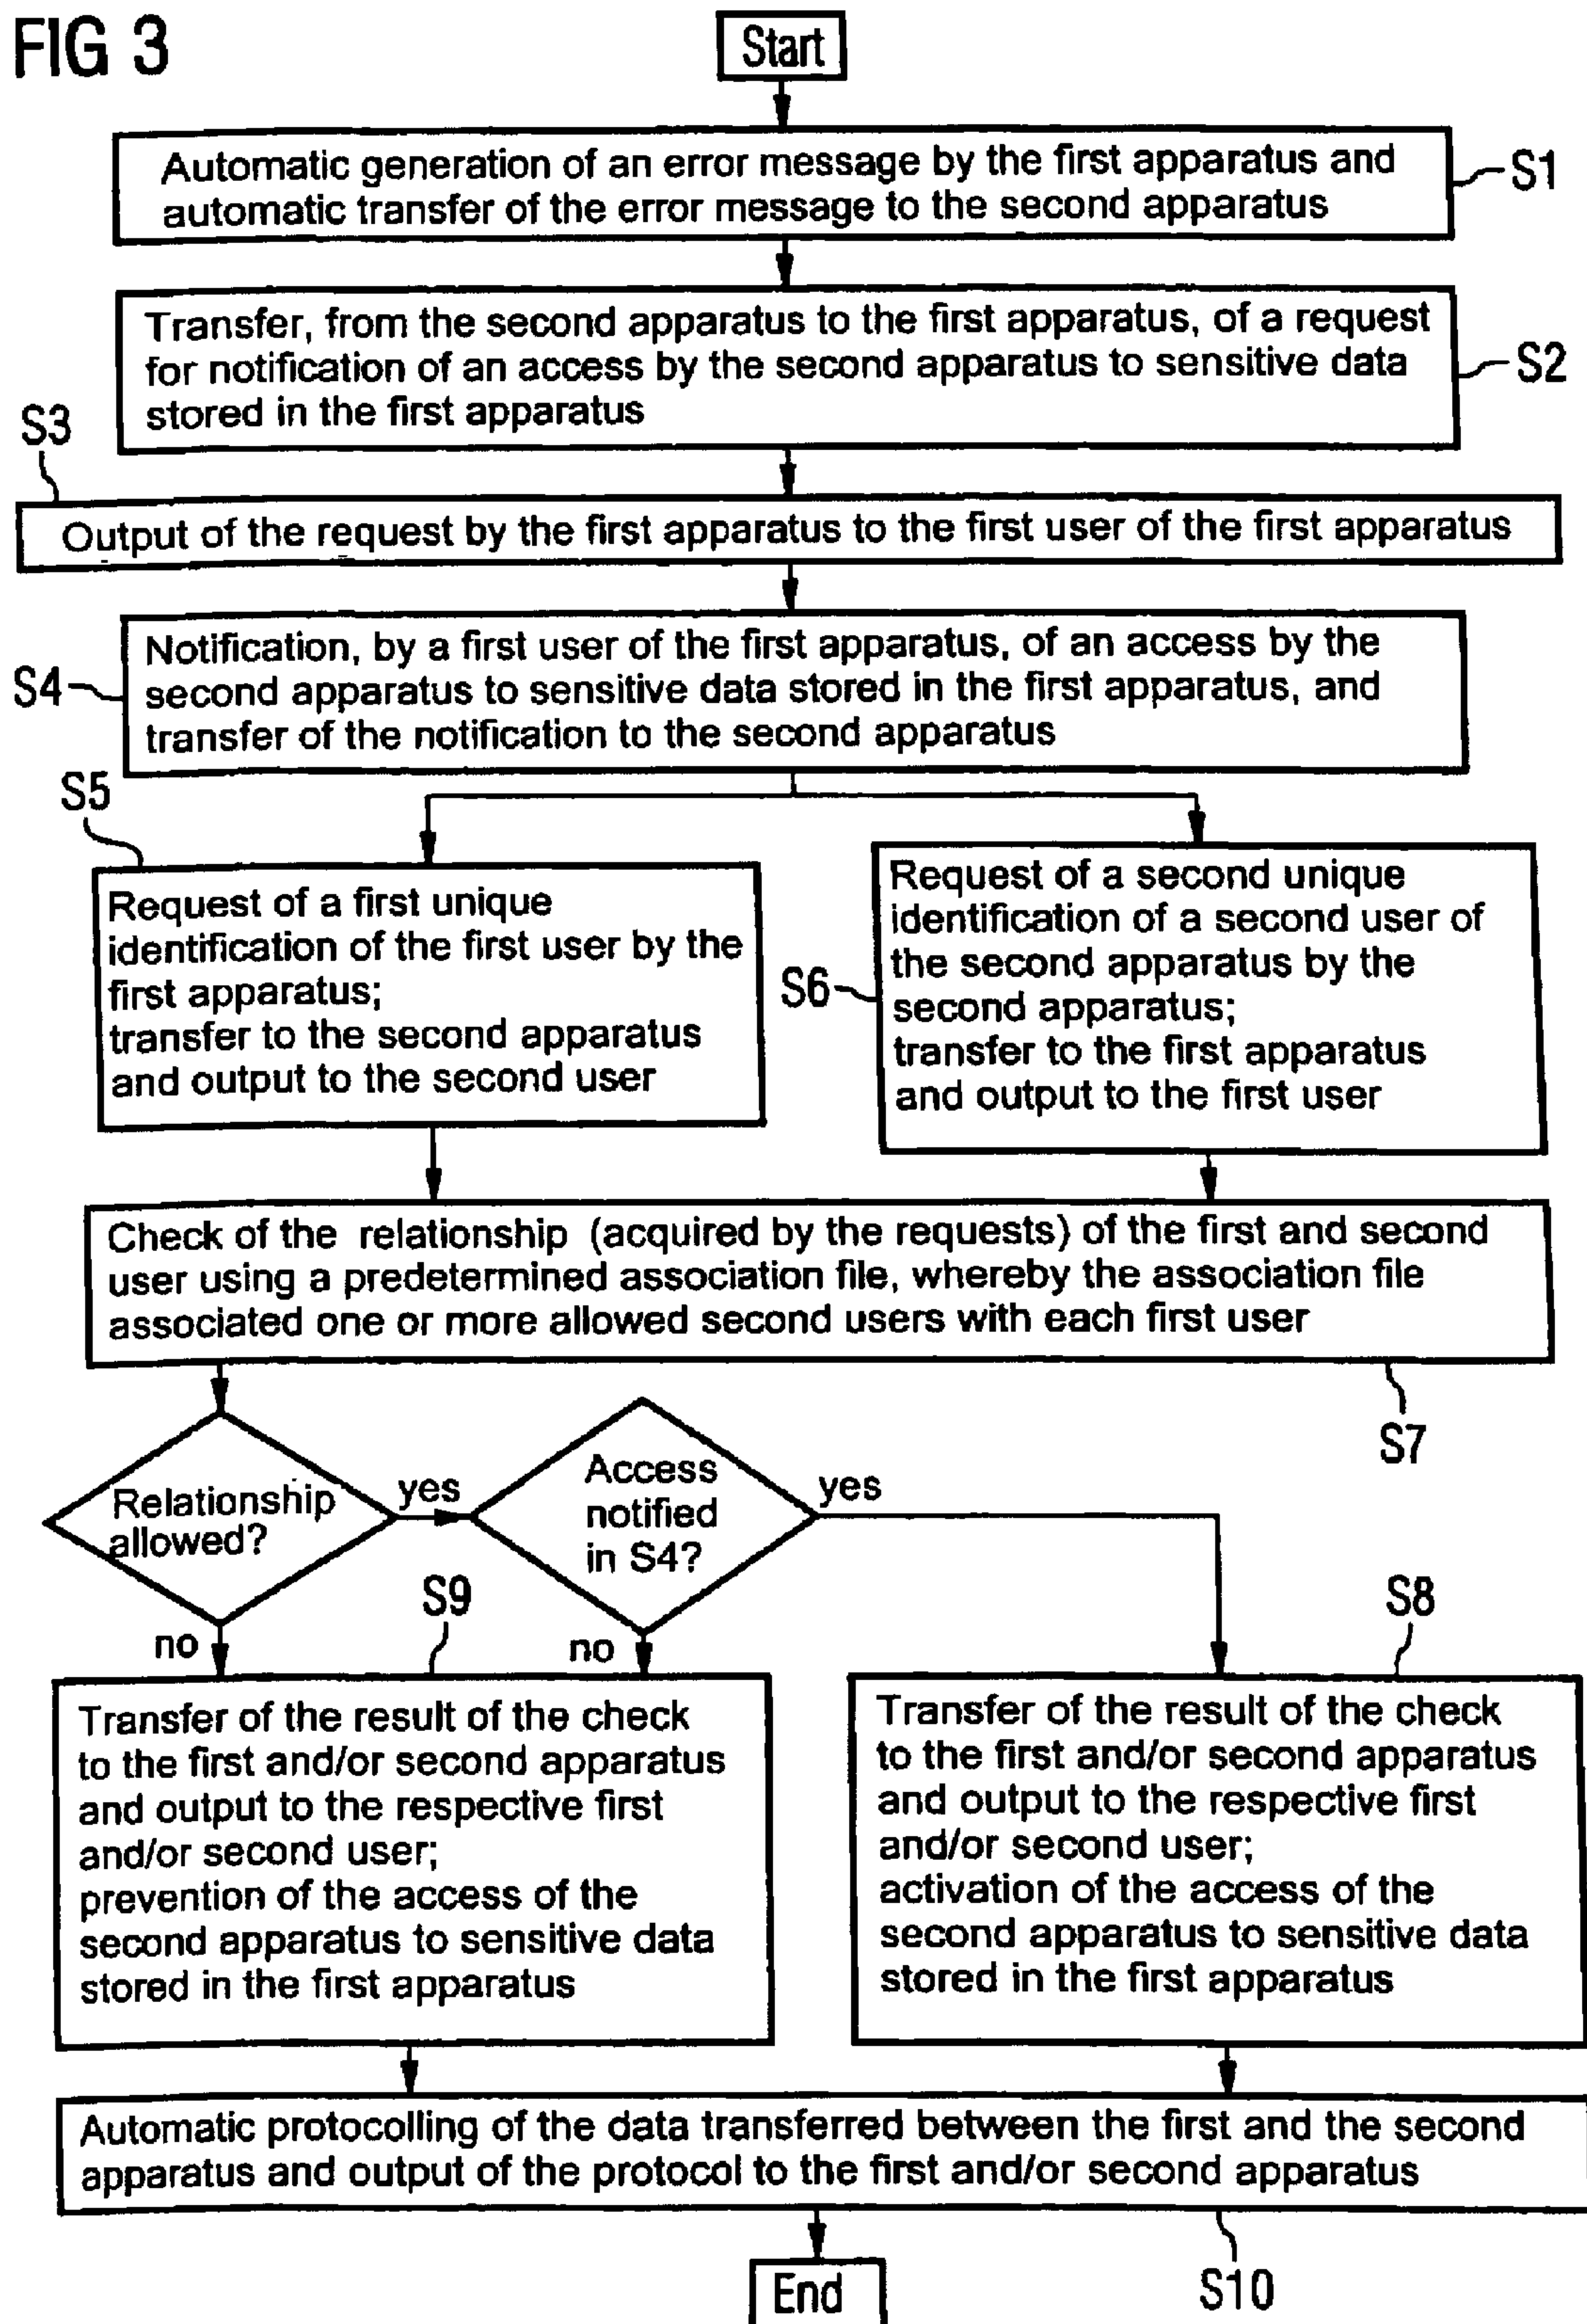 FIG 3
Start
Automatic generation of an error message by the first apparatus and
automatic transfer of the error message to the second apparatus
S1
Transfer, from the second apparatus to the first apparatus, of a request
for notification of an access by the second apparatus to sensitive data
stored in the first apparatus
S2
S3
Output of the request by the first apparatus to the first user of the first apparatus
S4
Notification, by a first user of the first apparatus, of an access by the
second apparatus to sensitive data stored in the first apparatus, and
transfer of the notification to the second apparatus
S5
Request of a first unique
identification of the first user by the
first apparatus;
transfer to the second apparatus
and output to the second user
S6
Request of a second unique
identification of a second user of
the second apparatus by the
second apparatus;
transfer to the first apparatus
and output to the first user
Check of the relationship (acquired by the requests) of the first and second
user using a predetermined association file, whereby the association file
associated one or more allowed second users with each first user
S7
Relationship
allowed?
yes
no
Access
notified
in S4?
yes
no
S9
Transfer of the result of the check
to the first and/or second apparatus
and output to the respective first
and/or second user;
prevention of the access of the
second apparatus to sensitive data
stored in the first apparatus
S8
Transfer of the result of the check
to the first and/or second apparatus
and output to the respective first
and/or second user;
activation of the access of the
second apparatus to sensitive data
stored in the first apparatus
Automatic protocolling of the data transferred between the first and the second
apparatus and output of the protocol to the first and/or second apparatus
S10
End